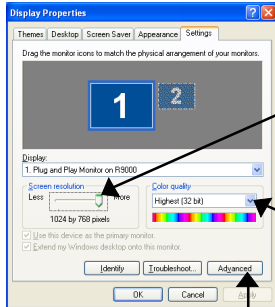 Display Properties
Themes Desktop Screen Saver Appearance Settings
Drag the monitor icons to match the physical arrangement of your monitors.
1 2
Display:
1. Plug and Play Monitor on R9000
Screen resolution Color quality
Less More Highest (32 bit)
1024 by 768 pixels
Use this device as the primary monitor.
Extend my Windows desktop onto this monitor.
Identify Troubleshoot... Advanced
OK Cancel Apply